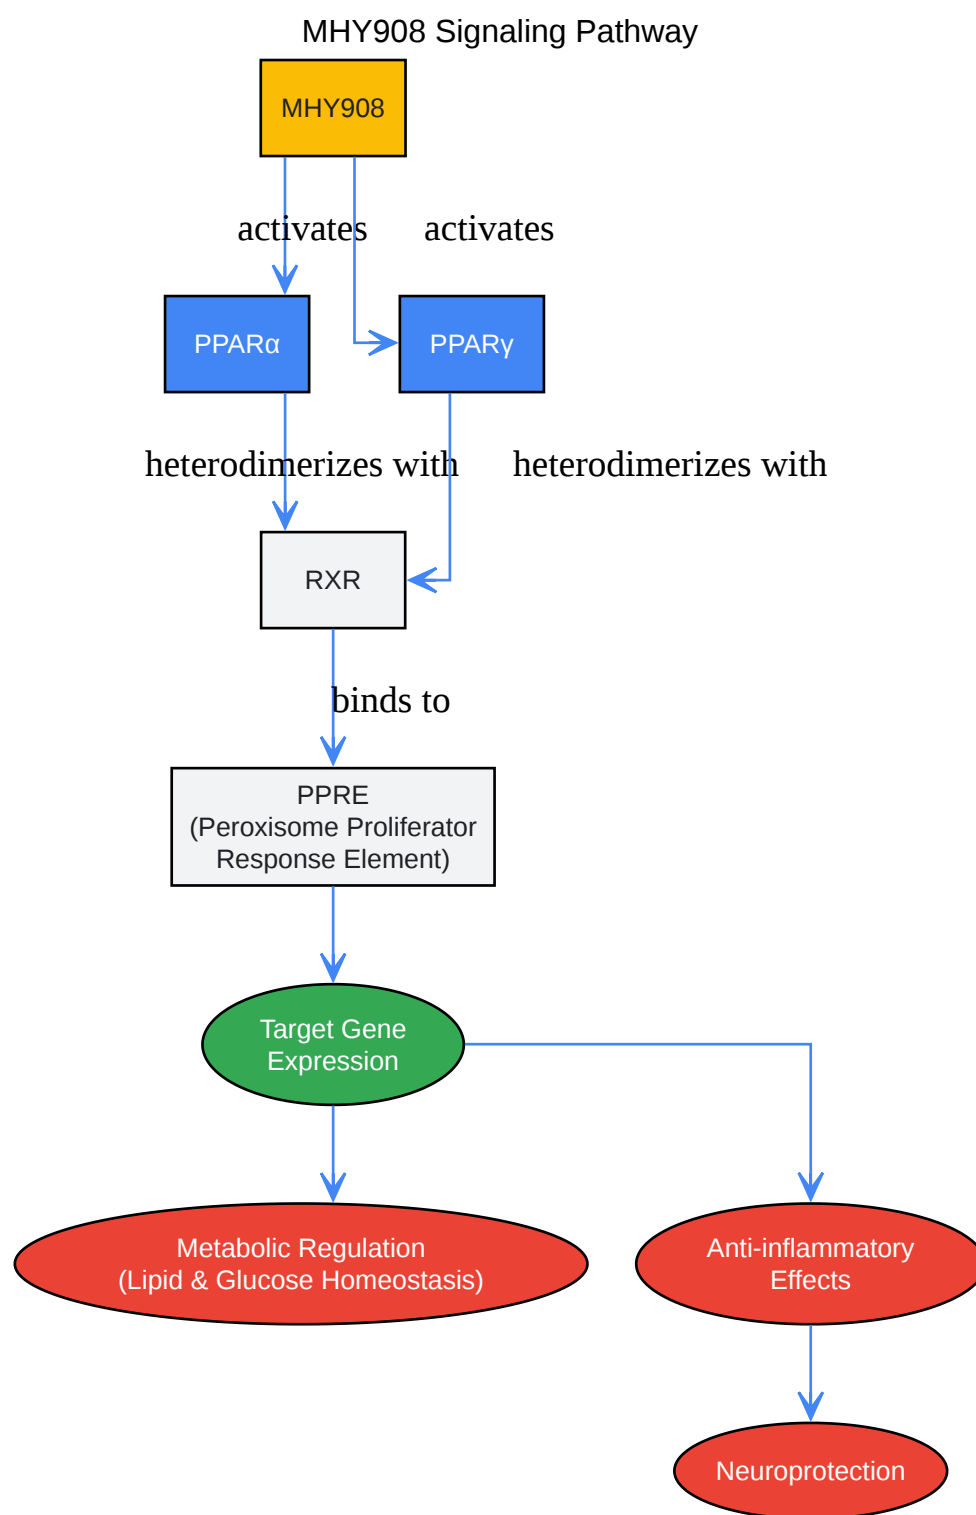 MHY908 Signaling Pathway
MHY908
activates
activates
PPARα
PPARγ
heterodimerizes with
heterodimerizes with
RXR
binds to
PPRE
(Peroxisome Proliferator
Response Element)
Target Gene
Expression
Metabolic Regulation
(Lipid & Glucose Homeostasis)
Anti-inflammatory
Effects
Neuroprotection